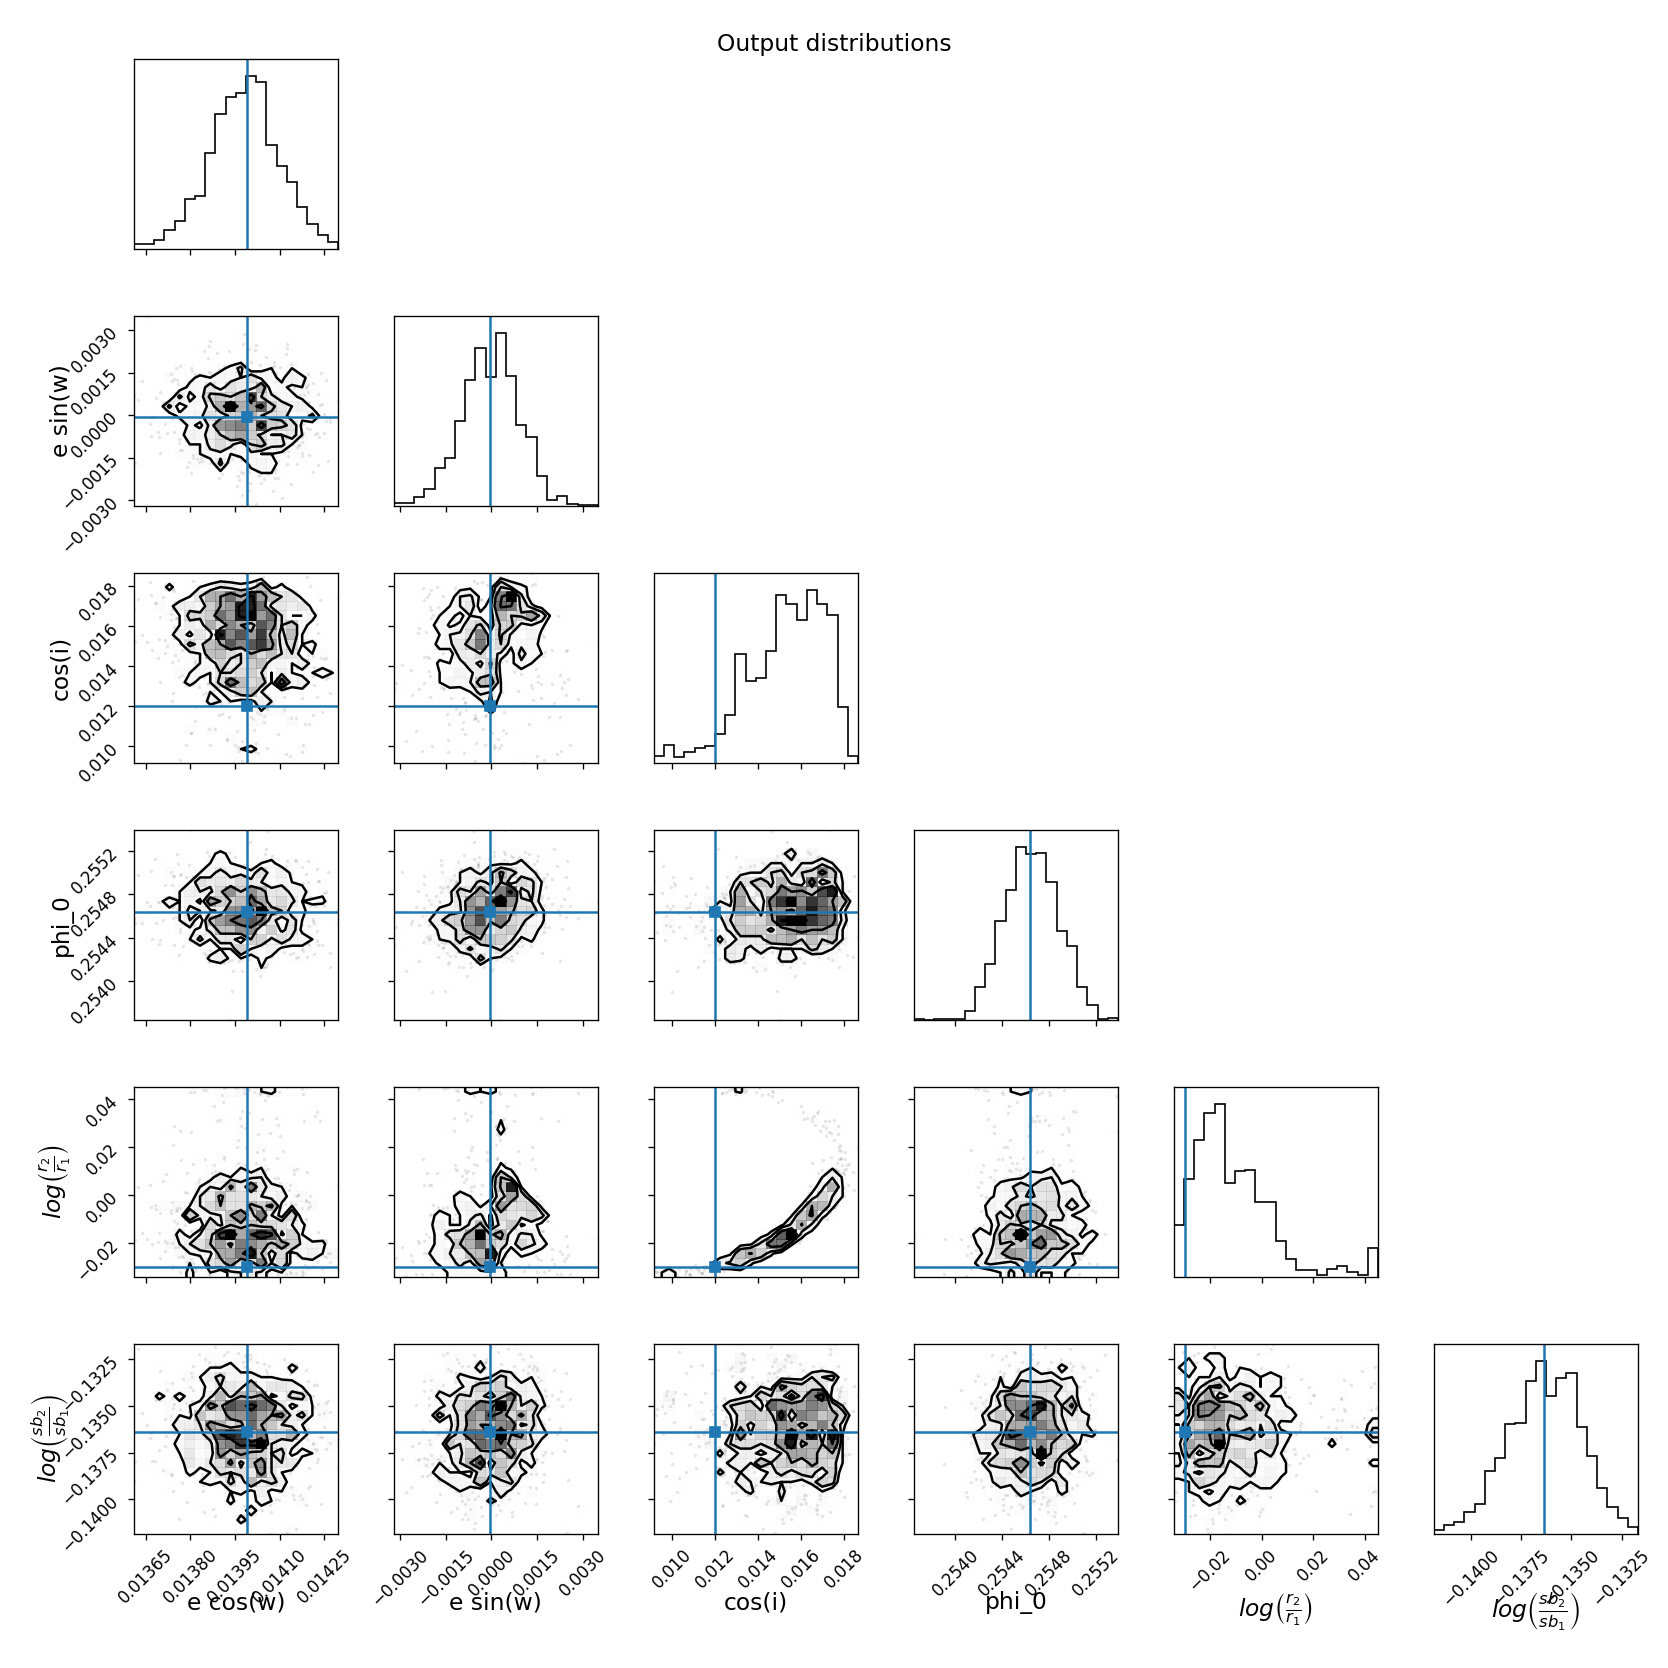 Output distributions
e sin(w)
0.0030
0.0015
0.0000
−0.0015
−0.0030
cos(i)
0.018
0.016
0.014
0.012
0.010
phi_0
0.2552
0.2548
0.2544
0.2540
log(r₂/r₁)
0.04
0.02
0.00
−0.02
log(sb₂/sb₁)
−0.1325
−0.1350
−0.1375
−0.1400
0.01365 0.01380 0.01395 0.01410 0.01425
e cos(w)
−0.0030 −0.0015 0.0000 0.0015 0.0030
e sin(w)
0.010 0.012 0.014 0.016 0.018
cos(i)
0.2540 0.2544 0.2548 0.2552
phi_0
−0.02 0.00 0.02 0.04
log(r₂/r₁)
−0.1400 −0.1375 −0.1350 −0.1325
log(sb₂/sb₁)